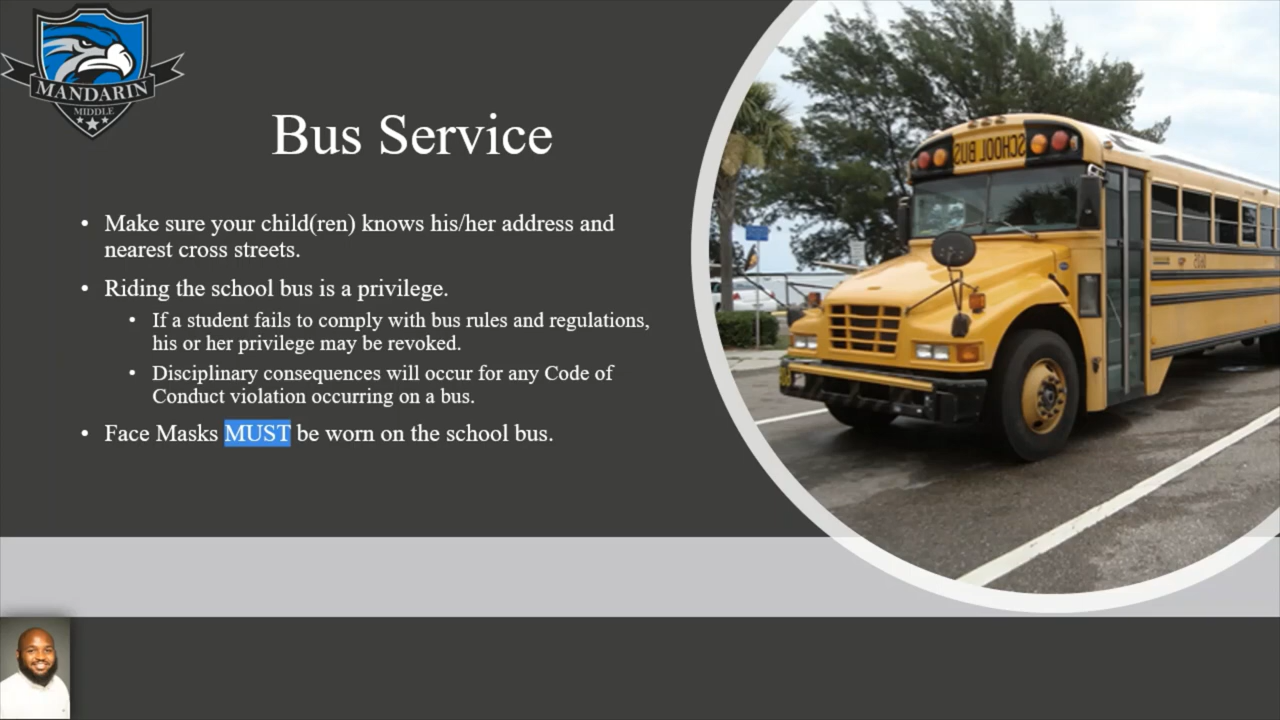 MANDARIN
MIDDLE
Bus Service
• Make sure your child(ren) knows his/her address and
nearest cross streets.
• Riding the school bus is a privilege.
• If a student fails to comply with bus rules and regulations,
his or her privilege may be revoked.
• Disciplinary consequences will occur for any Code of
Conduct violation occurring on a bus.
• Face Masks MUST be worn on the school bus.
SCHOOL BUS